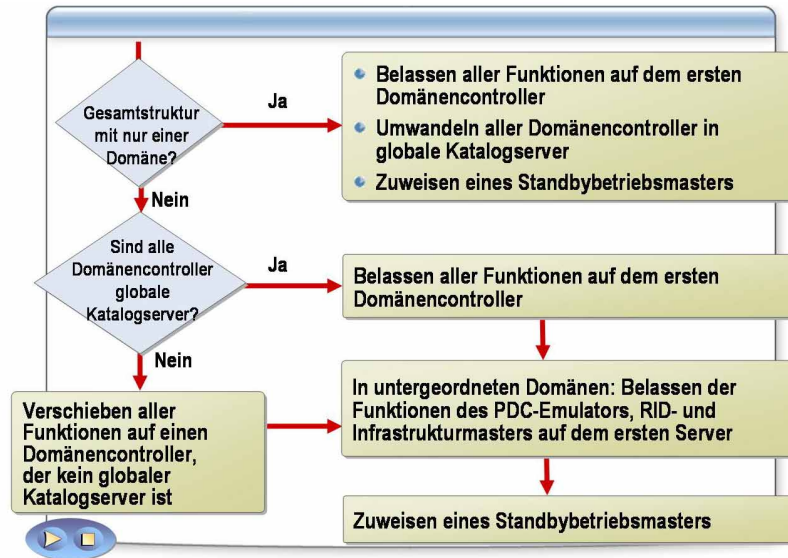 Gesamtstruktur
mit nur einer
Domäne?
Ja
Belassen aller Funktionen auf dem ersten
Domänencontroller
Umwandeln aller Domänencontroller in
globale Katalogserver
Zuweisen eines Standbybetriebsmasters
Nein
Sind alle
Domänencontroller
globale
Katalogserver?
Ja
Belassen aller Funktionen auf dem ersten
Domänencontroller
Nein
Verschieben aller
Funktionen auf einen
Domänencontroller,
der kein globaler
Katalogserver ist
In untergeordneten Domänen: Belassen der
Funktionen des PDC-Emulators, RID- und
Infrastrukturmasters auf dem ersten Server
Zuweisen eines Standbybetriebsmasters